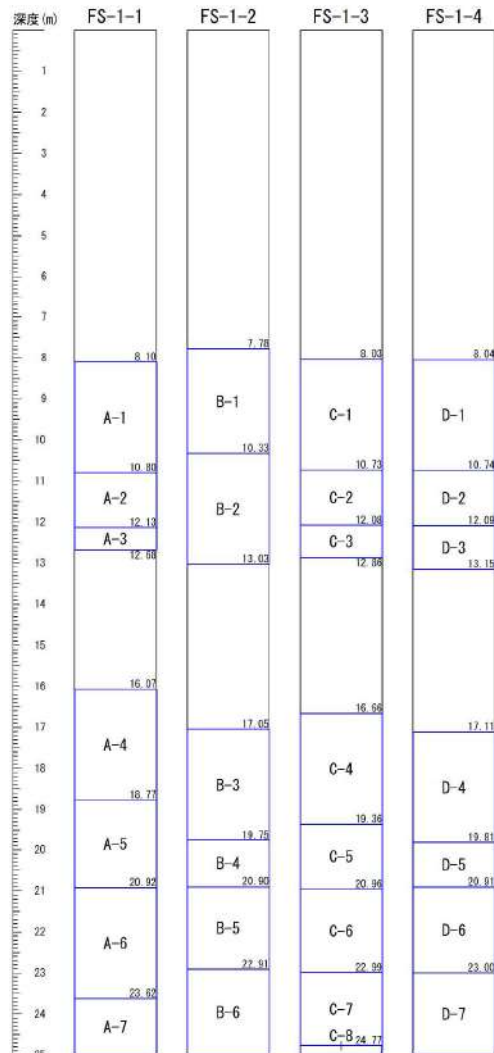 深度(m) FS-1-1 FS-1-2 FS-1-3 FS-1-4
1
2
3
4
5
6
7
7.78
8 8.10 8.03 8.04
9
B-1
A-1 C-1 D-1
10
10.33
10.80 10.73 10.74
11
A-2 C-2 D-2
B-2
12
12.13 12.08 12.09
A-3 C-3 D-3
12.68 12.86
13 13.03 13.15
14
15
16 16.07
16.66
17 17.05 17.11
A-4
18 C-4
B-3 D-4
18.77
19
19.36
19.75 19.81
20
A-5 B-4 C-5 D-5
20.92 20.90 20.96 20.91
21
B-5
22 C-6 D-6
A-6
22.91 22.99 23.00
23
23.62
24 B-6 C-7 D-7
A-7
C-8 24.77
25